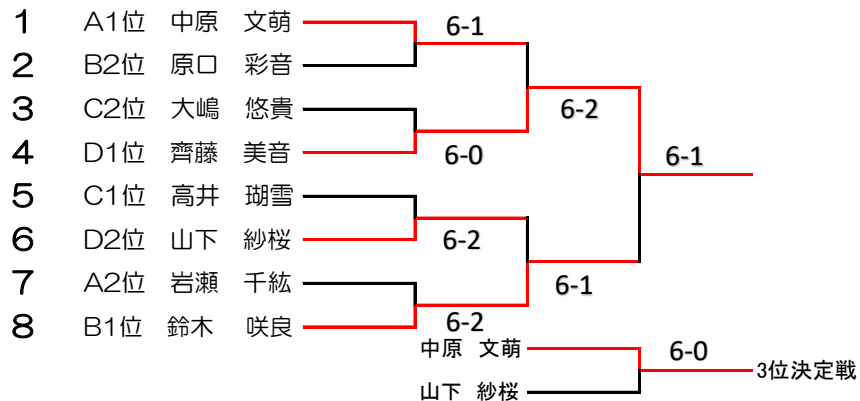 1 A1位 中原 文萌
6-1
2 B2位 原口 彩音
3 C2位 大嶋 悠貴
6-2
4 D1位 齊藤 美音
6-0
6-1
5 C1位 高井 瑚雪
6 D2位 山下 紗桜
6-2
7 A2位 岩瀬 千紘
6-1
8 B1位 鈴木 咲良
6-2
中原 文萌
6-0
3位決定戦
山下 紗桜